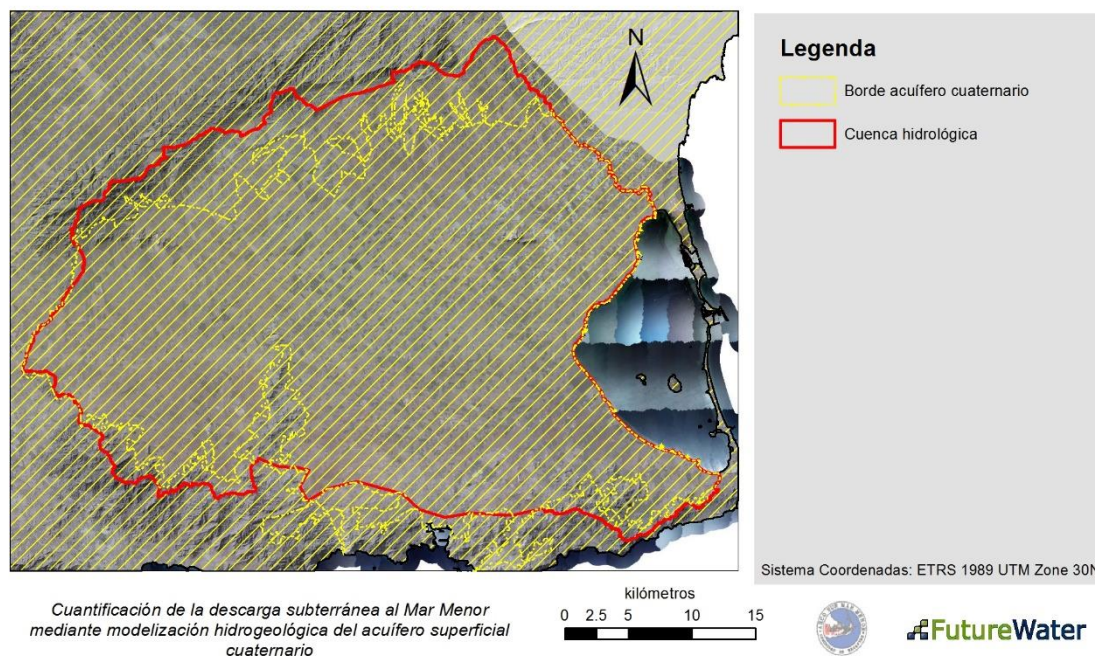 N
Legenda
Borde acuífero cuaternario
Cuenca hidrológica
Sistema Coordenadas: ETRS 1989 UTM Zone 30N
Cuantificación de la descarga subterránea al Mar Menor
mediante modelización hidrogeológica del acuífero superficial
cuaternario
kilómetros
0 2.5 5 10 15
FutureWater